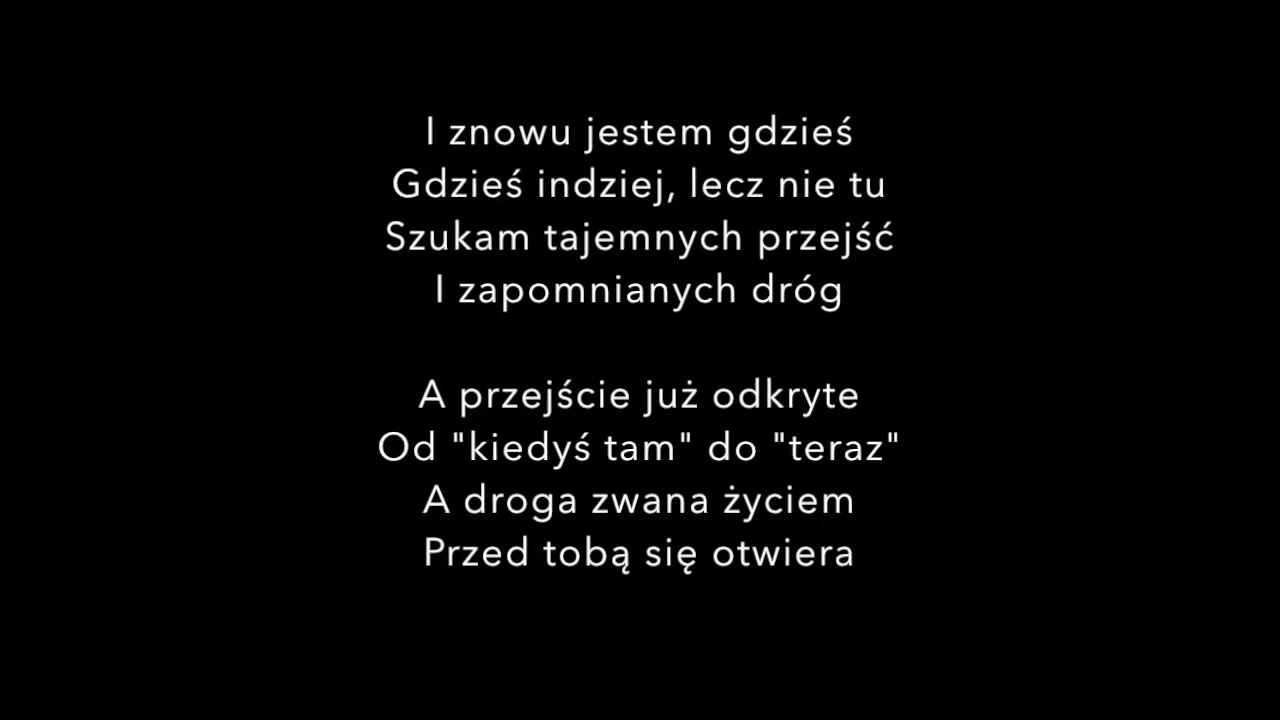 I znowu jestem gdzieś
Gdzieś indziej, lecz nie tu
Szukam tajemnych przejść
I zapomnianych dróg
A przejście już odkryte
Od "kiedyś tam" do "teraz"
A droga zwana życiem
Przed tobą się otwiera